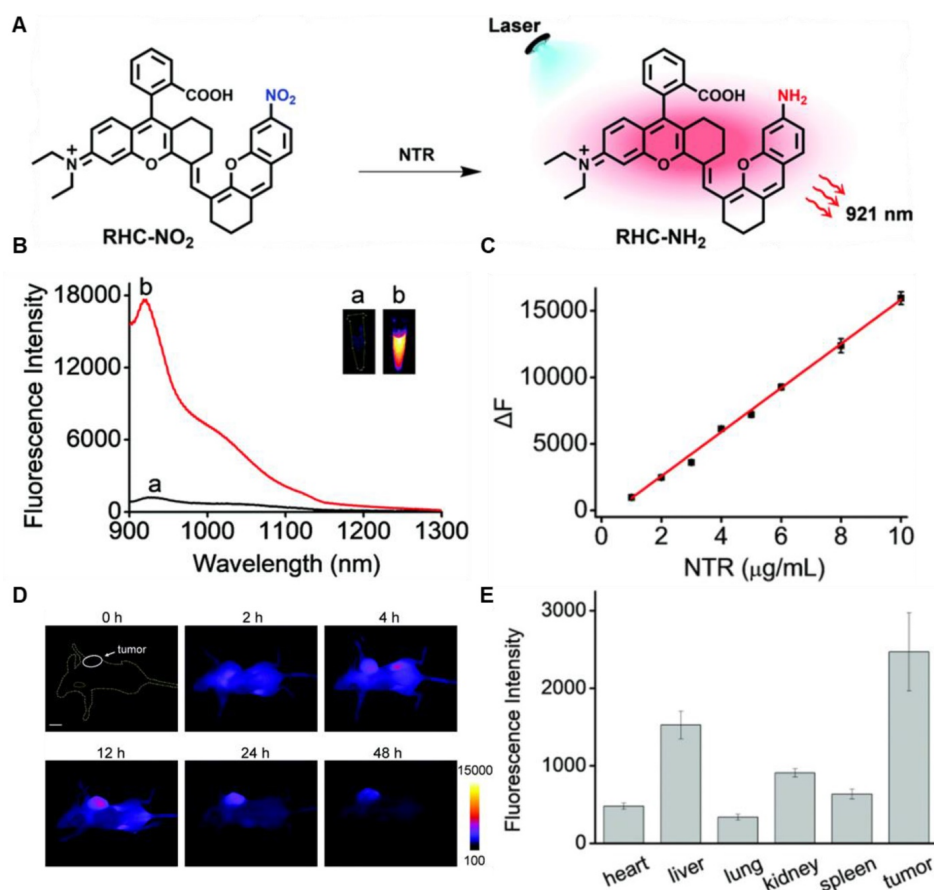 A
Laser
NO₂
COOH
O
O
N
+
RHC-NO₂
NTR
NH₂
COOH
O
O
N
+
921 nm
RHC-NH₂
B
Fluorescence Intensity
18000
12000
6000
0
b
a
a
b
900
1000
1100
1200
1300
Wavelength (nm)
C
ΔF
15000
10000
5000
0
0
2
4
6
8
10
NTR (μg/mL)
D
0 h
2 h
4 h
tumor
12 h
24 h
48 h
15000
100
E
Fluorescence Intensity
3000
2000
1000
0
heart
liver
lung
kidney
spleen
tumor